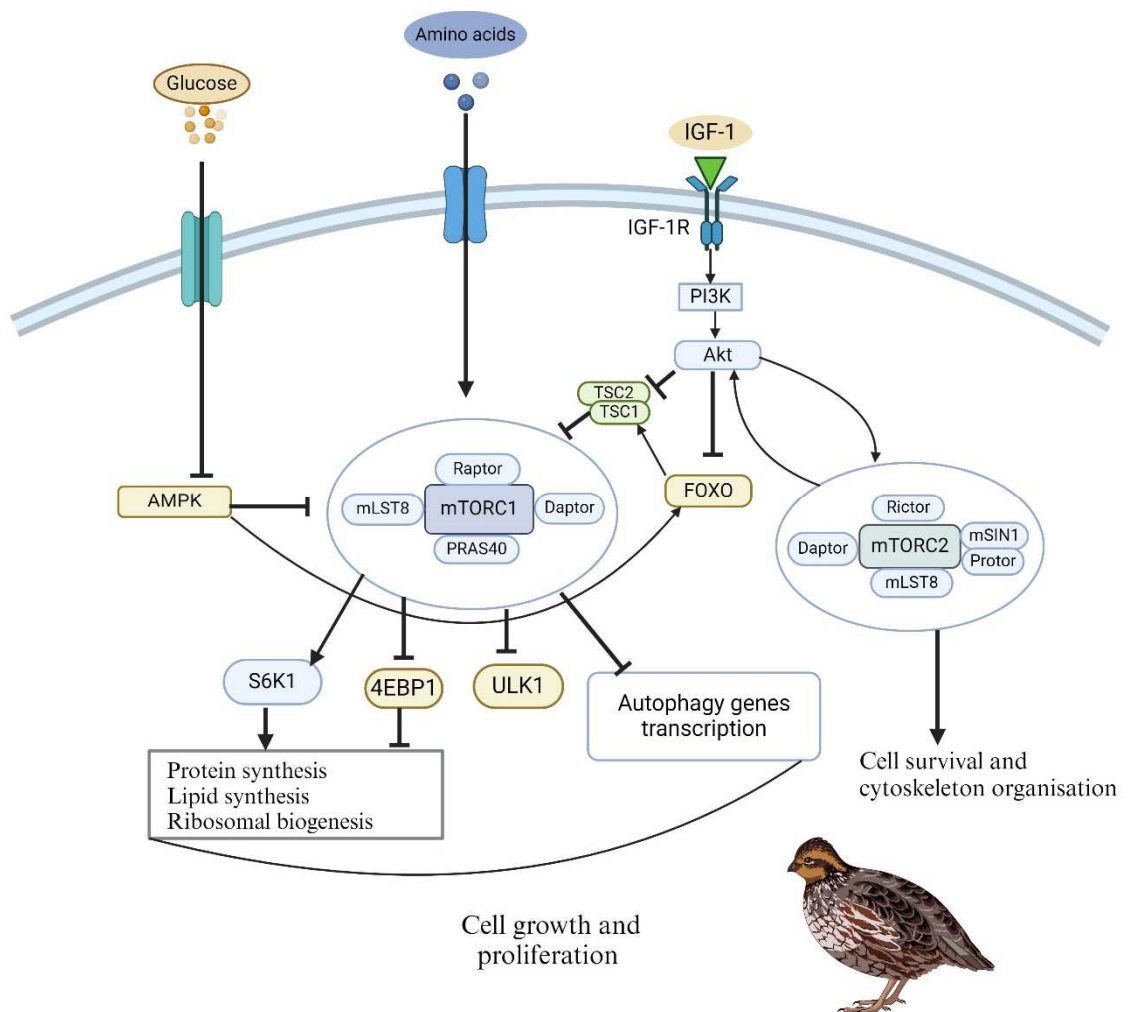 Amino acids
Glucose
IGF-1
IGF-1R
PI3K
Akt
TSC2
TSC1
FOXO
AMPK
Raptor
mLST8
mTORC1
Daptor
PRAS40
Rictor
Daptor
mTORC2
mSIN1
Protor
mLST8
S6K1
4EBP1
ULK1
Autophagy genes
transcription
Protein synthesis
Lipid synthesis
Ribosomal biogenesis
Cell survival and
cytoskeleton organisation
Cell growth and
proliferation